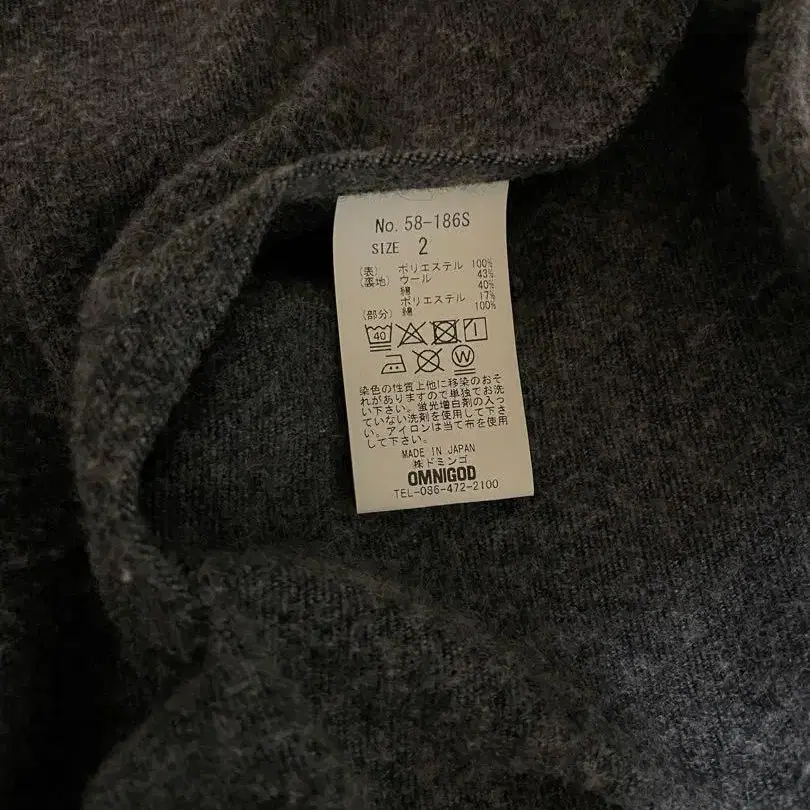 No. 58-186S
SIZE 2
(表) ポリエステル 100%
(裏地) ウール 43%
綿 40%
ポリエステル 17%
(部分) 綿 100%
40
W
染色の性質上他に移染のおそ
れがありますので単独でお洗
い下さい。蛍光増白剤の入っ
ていない洗剤を使用して下さ
い。アイロンは当て布を使用
して下さい。
MADE IN JAPAN
㈱ドミンゴ
OMNIGOD
TEL-086-472-2100